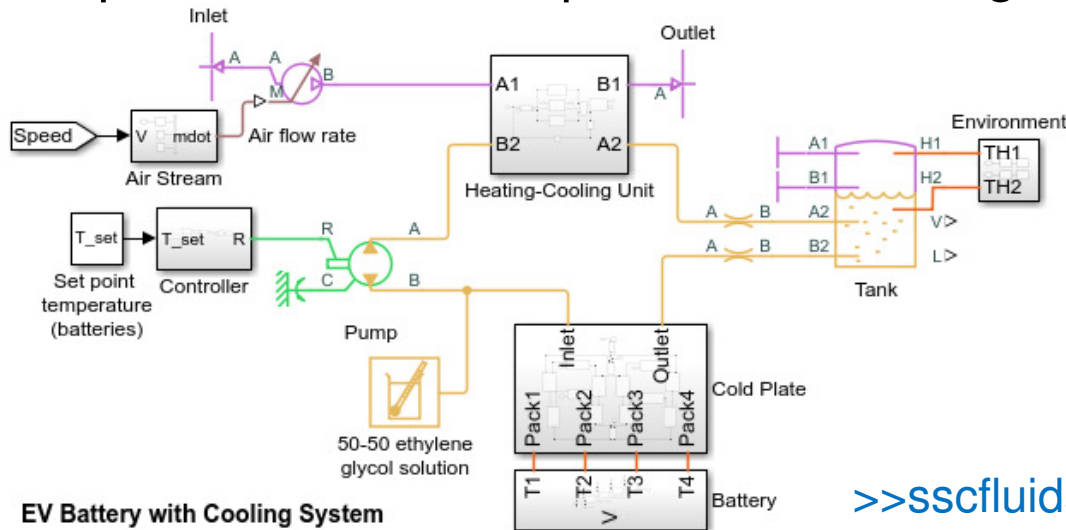 Inlet
A
A
B
M
Air flow rate
Speed
V
mdot
Air Stream
A1
B1
B2
A2
Heating-Cooling Unit
Outlet
A
Environment
A1
H1
TH1
B1
H2
TH2
A
B
A2
V
A
B
B2
L
Tank
T_set
Set point
temperature
(batteries)
T_set
R
Controller
R
A
C
B
Pump
50-50 ethylene
glycol solution
Inlet
Outlet
Cold Plate
Pack1
Pack2
Pack3
Pack4
T1
T2
T3
T4
V
Battery
EV Battery with Cooling System
>>sscfluid